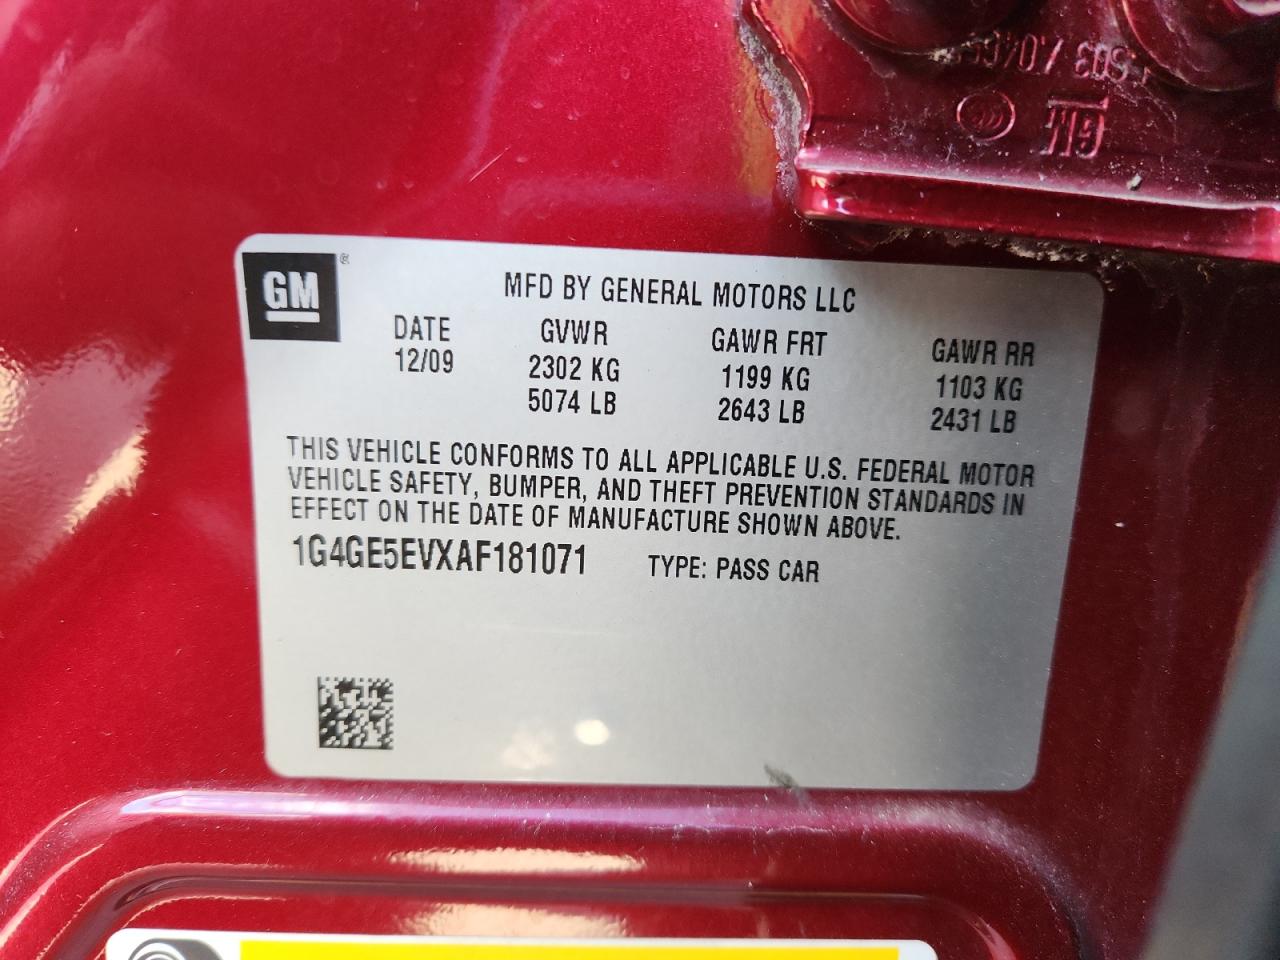 GM
MFD BY GENERAL MOTORS LLC
DATE GVWR GAWR FRT GAWR RR
12/09 2302 KG 1199 KG 1103 KG
5074 LB 2643 LB 2431 LB
THIS VEHICLE CONFORMS TO ALL APPLICABLE U.S. FEDERAL MOTOR
VEHICLE SAFETY, BUMPER, AND THEFT PREVENTION STANDARDS IN
EFFECT ON THE DATE OF MANUFACTURE SHOWN ABOVE.
1G4GE5EVXAF181071 TYPE: PASS CAR
GM